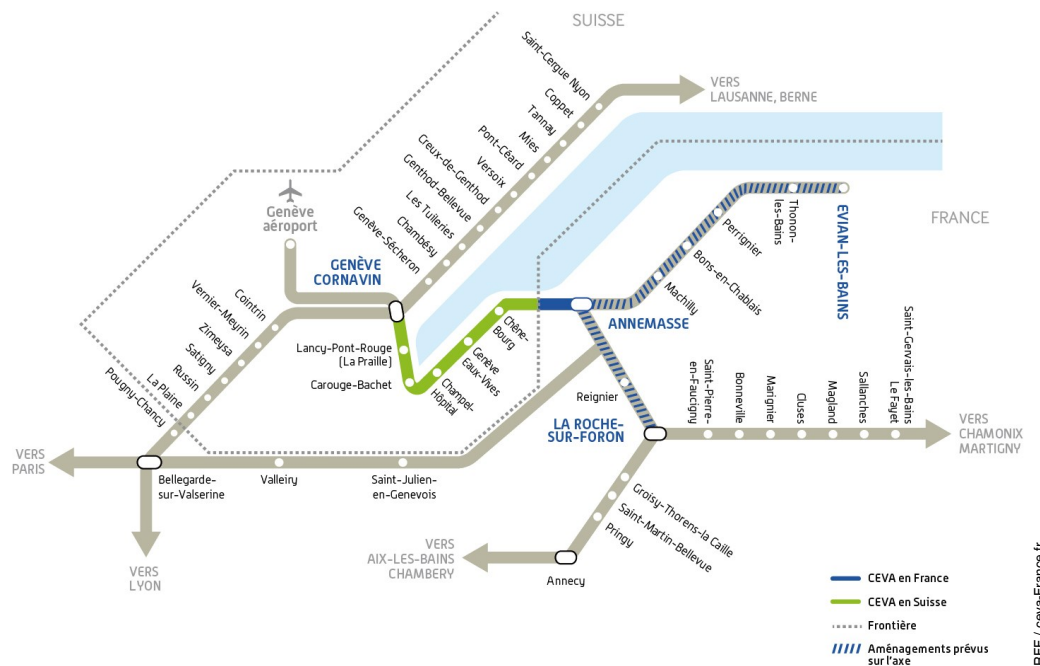 SUISSE
Saint-Cergue Nyon
Coppet
Tannay
Mies
Pont-Céard
Versoix
Creux-de-Genthod
Genthod-Bellevue
Les Tuileries
Chambésy
Genève-Sécheron
VERS
LAUSANNE, BERNE
Genève
aéroport
GENÈVE
CORNAVIN
Cointrin
Vernier-Meyrin
Zimeysa
Satigny
Russin
La Plaine
Pougny-Chancy
Lancy-Pont-Rouge
(La Praille)
Carouge-Bachet
Champel-
Hôpital
Genève
Eaux-Vives
Chêne-
Bourg
ANNEMASSE
Machilly
Bons-en-Chablais
Perrignier
Thonon-
les-Bains
EVIAN-LES-BAINS
FRANCE
Reignier
LA ROCHE-
SUR-FORON
Saint-Pierre-
en-Faucigny
Bonneville
Marignier
Cluses
Magland
Sallanches
Saint-Gervais-les-Bains
Le Fayet
VERS
CHAMONIX
MARTIGNY
VERS
PARIS
Bellegarde-
sur-Valserine
Valleiry
Saint-Julien-
en-Genevois
VERS
LYON
Groisy-Thorens-la Caille
Saint-Martin-Bellevue
Pringy
VERS
AIX-LES-BAINS
CHAMBERY
Annecy
CEVA en France
CEVA en Suisse
Frontière
Aménagements prévus
sur l'axe
RFF / ceva-France.fr